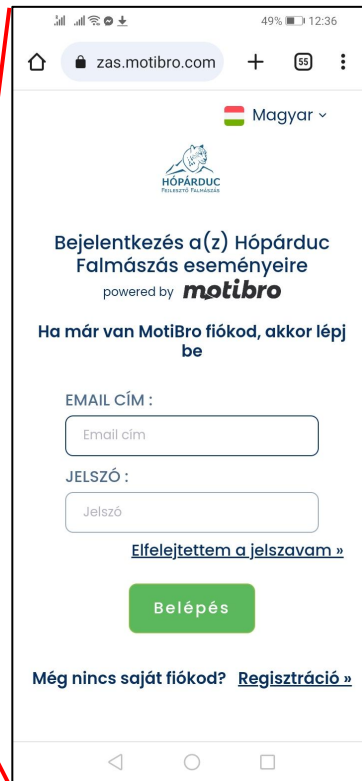 49% 12:36
zas.motibro.com
55
Magyar
HÓPÁRDUC
FEJLESZTŐ FALMÁSZÁS
Bejelentkezés a(z) Hópárduc
Falmászás eseményeire
powered by motibro
Ha már van MotiBro fiókod, akkor lépj
be
EMAIL CÍM :
Email cím
JELSZÓ :
Jelszó
Elfelejtettem a jelszavam »
Belépés
Még nincs saját fiókod? Regisztráció »